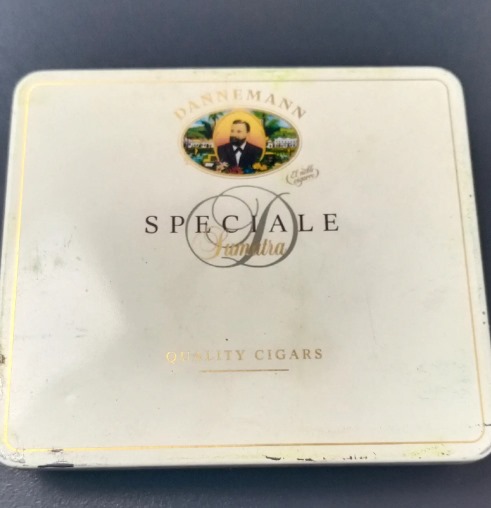 DANNEMANN
SPECIALE
Sumatra
QUALITY CIGARS